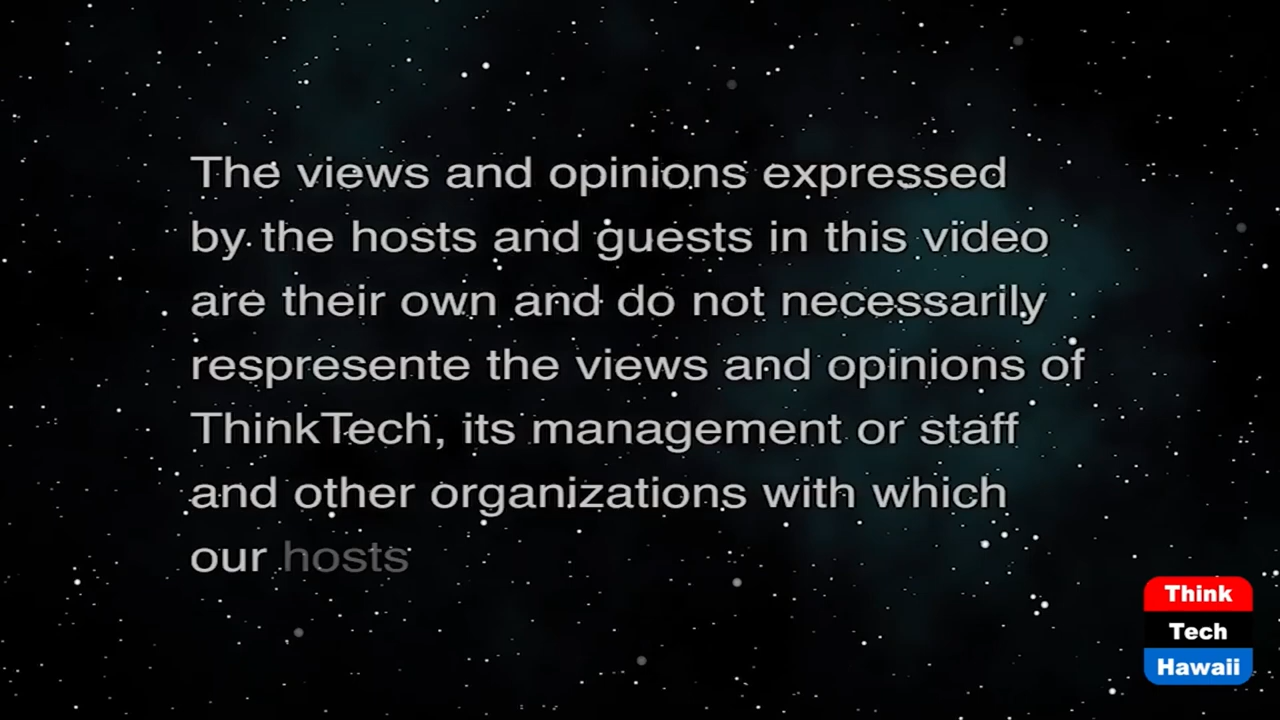 The views and opinions expressed
by the hosts and guests in this video
are their own and do not necessarily
respresente the views and opinions of
ThinkTech, its management or staff
and other organizations with which
our hosts
Think
Tech
Hawaii